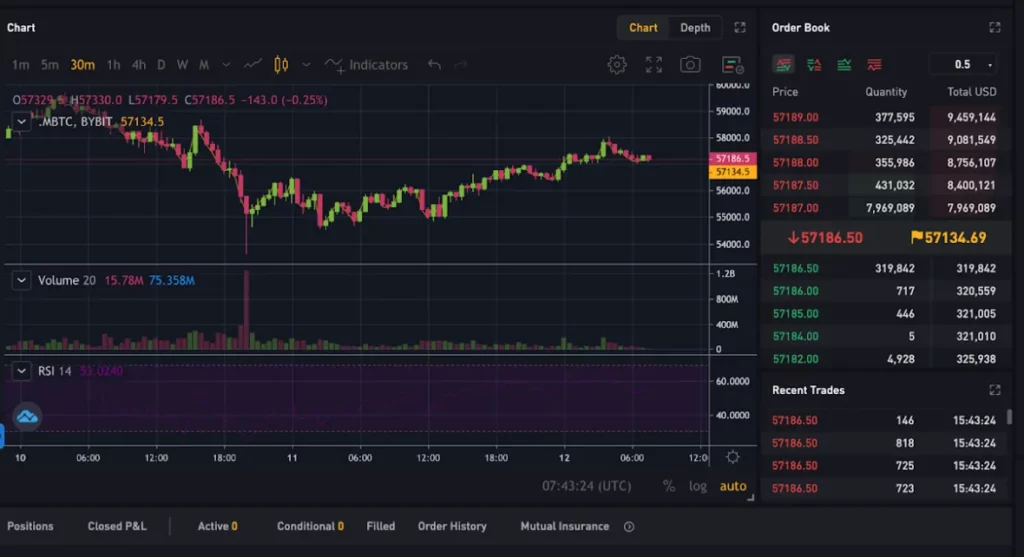 Chart
Chart Depth
1m 5m 30m 1h 4h D W M Indicators
O57329.5 H57330.0 L57179.5 C57186.5 -143.0 (-0.25%)
.MBTC, BYBIT 57134.5
60000.0
59000.0
58000.0
57186.5
57134.5
56000.0
55000.0
54000.0
Volume 20 15.78M 75.358M
1.2B
800M
400M
0
RSI 14 53.0240
60.0000
40.0000
10 06:00 12:00 18:00 11 06:00 12:00 18:00 12 06:00 12:0
07:43:24 (UTC) % log auto
Order Book
0.5
Price Quantity Total USD
57189.00 377,595 9,459,144
57188.50 325,442 9,081,549
57188.00 355,986 8,756,107
57187.50 431,032 8,400,121
57187.00 7,969,089 7,969,089
57186.50 57134.69
57186.50 319,842 319,842
57186.00 717 320,559
57185.00 446 321,005
57184.00 5 321,010
57182.00 4,928 325,938
Recent Trades
57186.50 146 15:43:24
57186.50 818 15:43:24
57186.50 725 15:43:24
57186.50 723 15:43:24
Positions Closed P&L Active 0 Conditional 0 Filled Order History Mutual Insurance